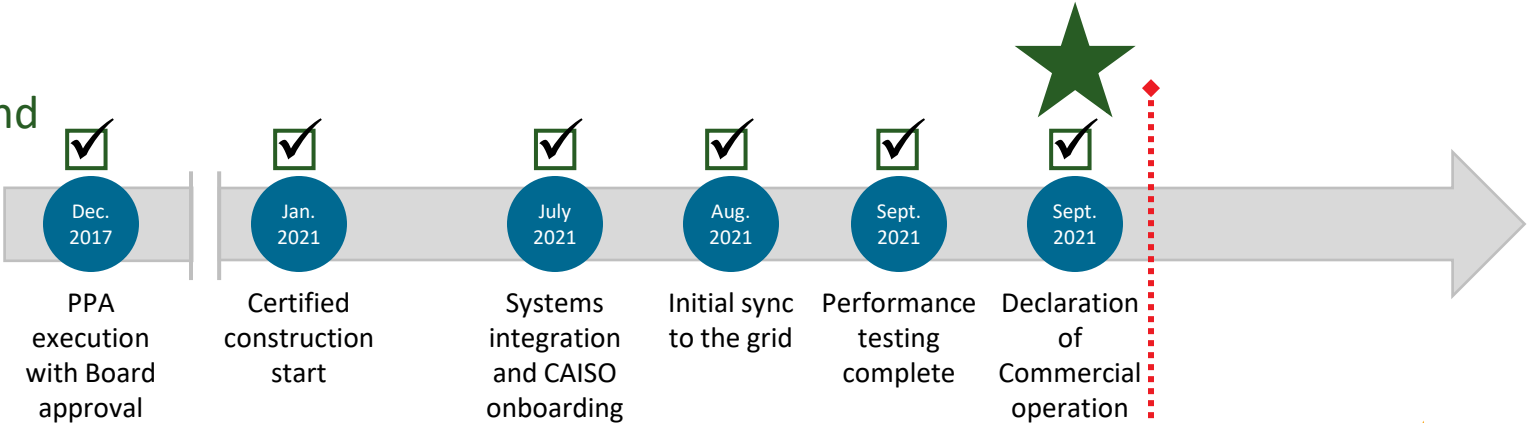 nd
Dec.
2017
Jan.
2021
July
2021
Aug.
2021
Sept.
2021
Sept.
2021
PPA
execution
with Board
approval
Certified
construction
start
Systems
integration
and CAISO
onboarding
Initial sync
to the grid
Performance
testing
complete
Declaration
of
Commercial
operation